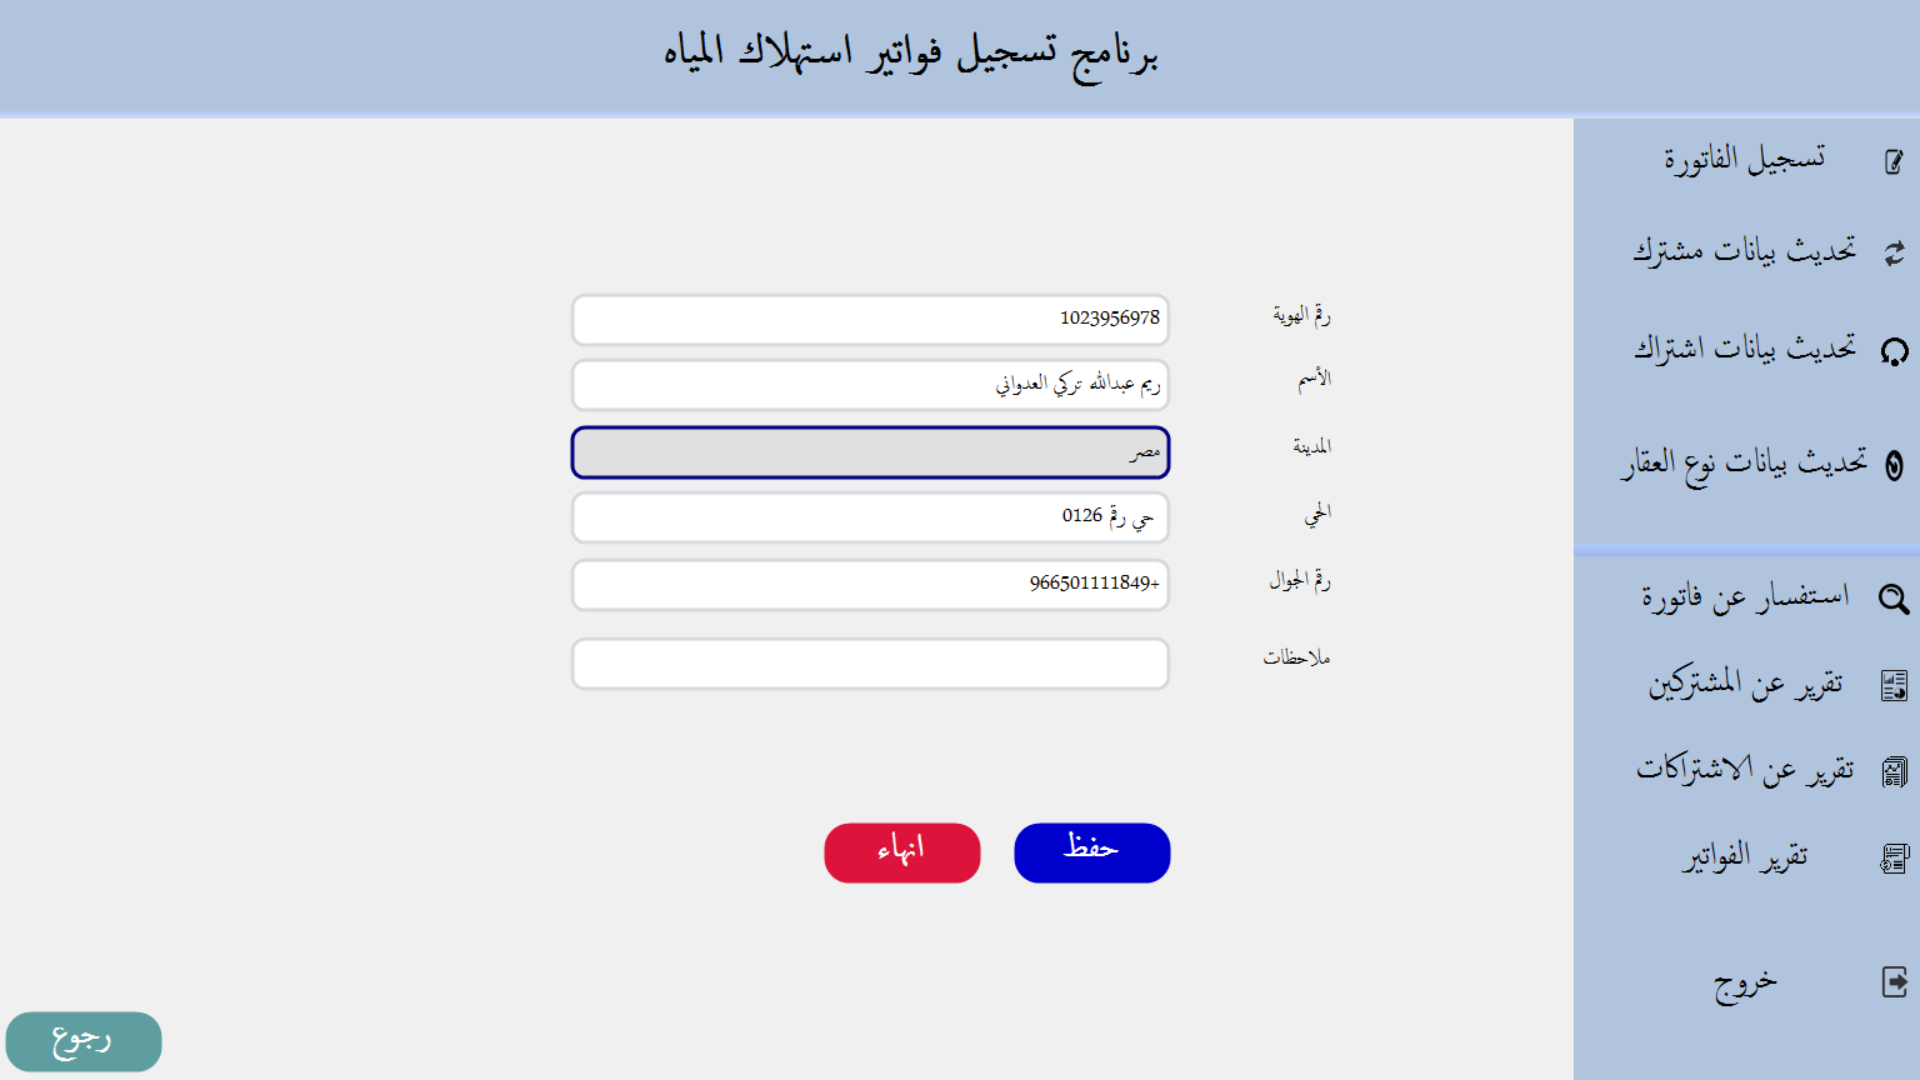 برنامج تسجيل فواتير استهلاك المياه
تسجيل الفاتورة
تحديث بيانات مشترك
تحديث بيانات اشتراك
تحديث بيانات نوع العقار
استفسار عن فاتورة
تقرير عن المشتركين
تقرير عن الاشتراكات
تقرير الفواتير
خروج
رقم الهوية
1023956978
الأسم
ريم عبدالله تركي العدواني
المدينة
مصر
الحي
حي رقم 0126
رقم الجوال
966501111849+
ملاحظات
حفظ
انهاء
رجوع